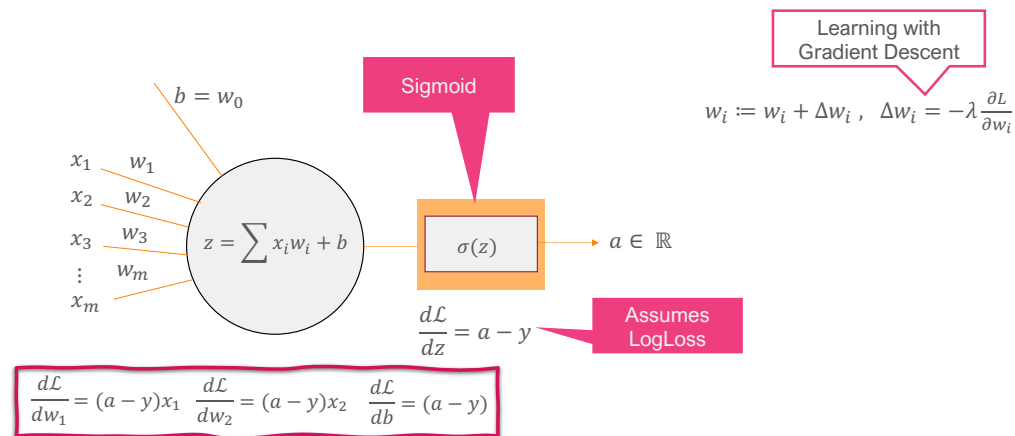 Learning with
Gradient Descent
w_i ≔ w_i + Δw_i , Δw_i = −λ ∂L/∂w_i
Sigmoid
b = w_0
x_1 w_1
x_2 w_2
x_3 w_3
⋮ w_m
x_m
z = ∑ x_i w_i + b
σ(z)
a ∈ ℝ
dℒ/dz = a − y
Assumes
LogLoss
dℒ/dw_1 = (a − y)x_1 dℒ/dw_2 = (a − y)x_2 dℒ/db = (a − y)